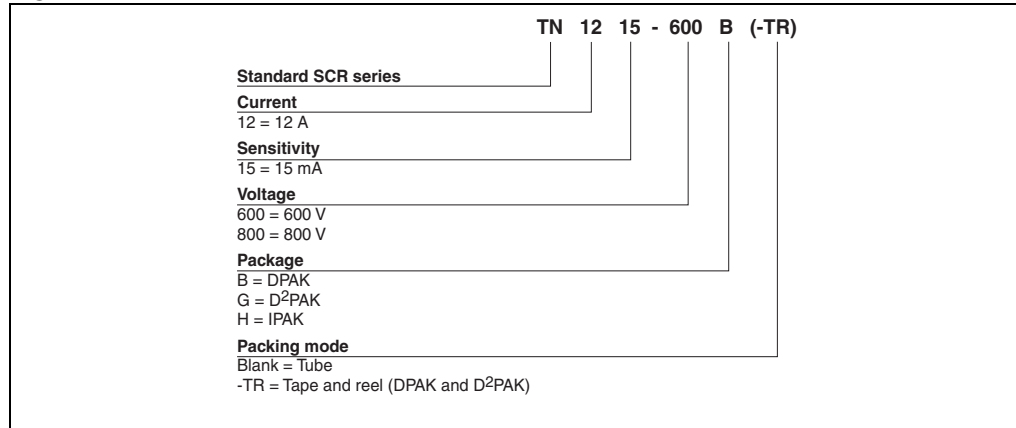 TN 12 15 - 600 B (-TR)
Standard SCR series
Current
12 = 12 A
Sensitivity
15 = 15 mA
Voltage
600 = 600 V
800 = 800 V
Package
B = DPAK
G = D²PAK
H = IPAK
Packing mode
Blank = Tube
-TR = Tape and reel (DPAK and D²PAK)